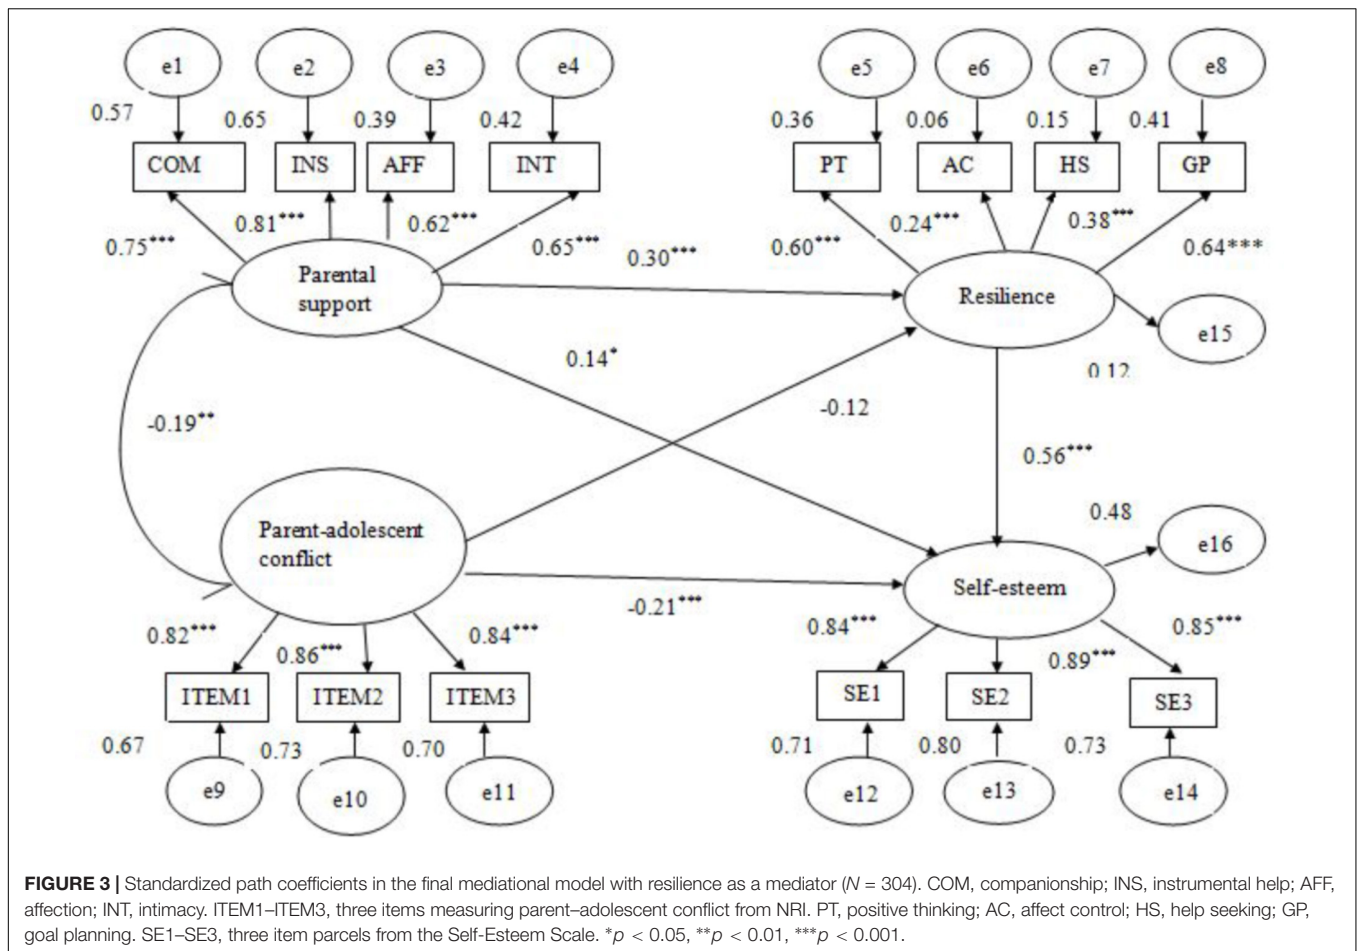 e1 e2 e3 e4 e5 e6 e7 e8
0.57 0.65 0.39 0.42 0.36 0.06 0.15 0.41
COM INS AFF INT PT AC HS GP
0.75*** 0.81*** 0.62*** 0.65*** 0.30*** 0.60*** 0.24*** 0.38*** 0.64***
Parental
support
Resilience
e15
0.12
0.14*
-0.12
-0.19**
0.56***
0.48
Parent-adolescent
conflict
e16
Self-esteem
-0.21***
0.82*** 0.86*** 0.84*** 0.84*** 0.89*** 0.85***
ITEM1 ITEM2 ITEM3 SE1 SE2 SE3
0.67 0.73 0.70 0.71 0.80 0.73
e9 e10 e11 e12 e13 e14
FIGURE 3 | Standardized path coefficients in the final mediational model with resilience as a mediator (N = 304). COM, companionship; INS, instrumental help; AFF,
affection; INT, intimacy. ITEM1–ITEM3, three items measuring parent–adolescent conflict from NRI. PT, positive thinking; AC, affect control; HS, help seeking; GP,
goal planning. SE1–SE3, three item parcels from the Self-Esteem Scale. *p < 0.05, **p < 0.01, ***p < 0.001.